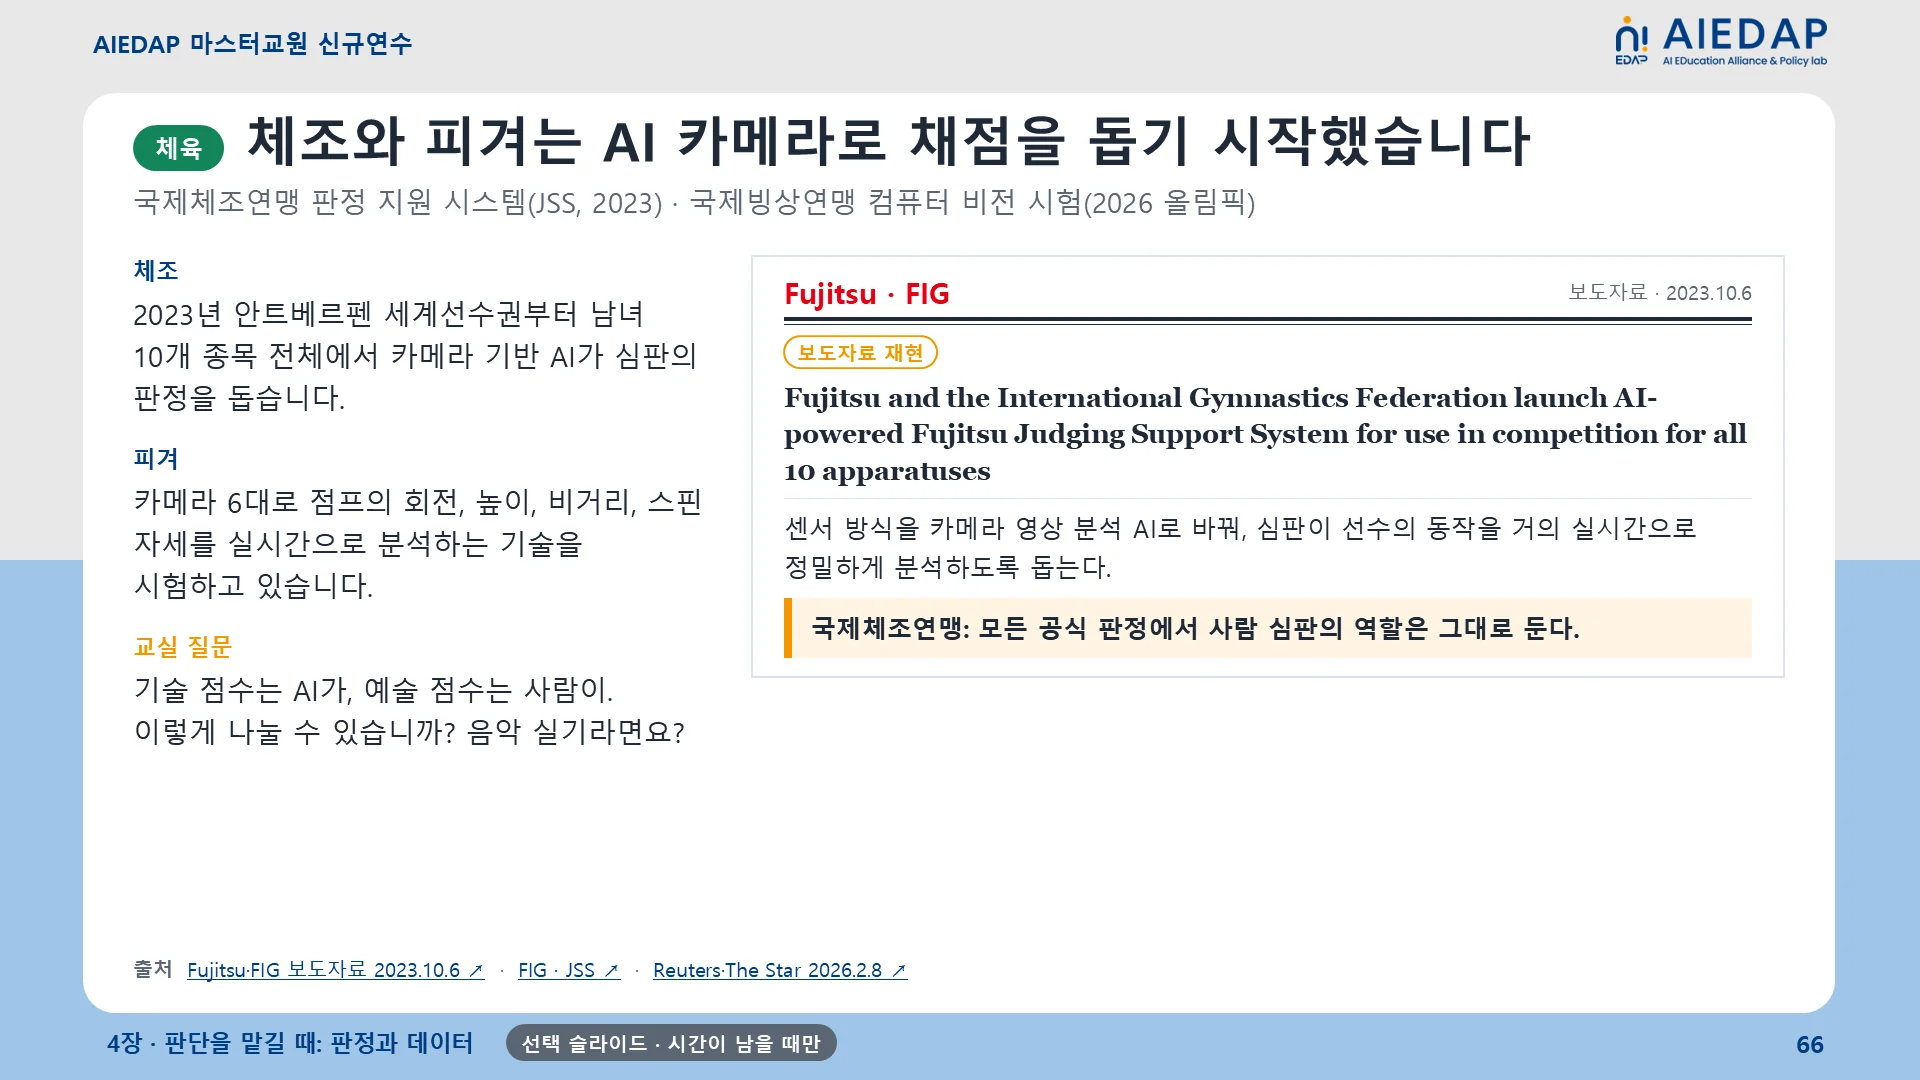 AIEDAP 마스터교원 신규연수
EDAP
AIEDAP
AI EDucation Alliance & Policy lab
체육
체조와 피겨는 AI 카메라로 채점을 돕기 시작했습니다
국제체조연맹 판정 지원 시스템(JSS, 2023) · 국제빙상연맹 컴퓨터 비전 시험(2026 올림픽)
체조
2023년 안트베르펜 세계선수권부터 남녀
10개 종목 전체에서 카메라 기반 AI가 심판의
판정을 돕습니다.
피겨
카메라 6대로 점프의 회전, 높이, 비거리, 스핀
자세를 실시간으로 분석하는 기술을
시험하고 있습니다.
교실 질문
기술 점수는 AI가, 예술 점수는 사람이.
이렇게 나눌 수 있습니까? 음악 실기라면요?
Fujitsu · FIG
보도자료 · 2023.10.6
보도자료 재현
Fujitsu and the International Gymnastics Federation launch AI-
powered Fujitsu Judging Support System for use in competition for all
10 apparatuses
센서 방식을 카메라 영상 분석 AI로 바꿔, 심판이 선수의 동작을 거의 실시간으로
정밀하게 분석하도록 돕는다.
국제체조연맹: 모든 공식 판정에서 사람 심판의 역할은 그대로 둔다.
출처 Fujitsu·FIG 보도자료 2023.10.6 ↗ · FIG · JSS ↗ · Reuters·The Star 2026.2.8 ↗
4장 · 판단을 맡길 때: 판정과 데이터
선택 슬라이드 · 시간이 남을 때만
66